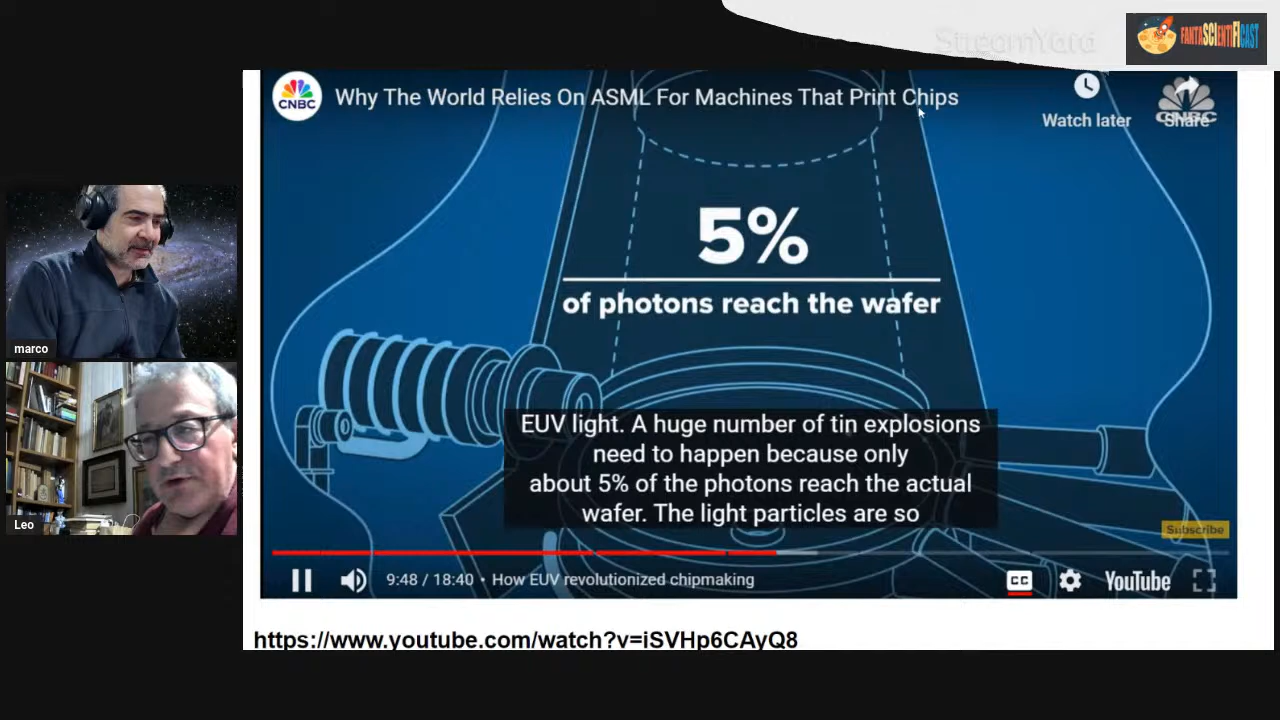 StreamYard
FANTASCIENTIFICAST
CNBC
Why The World Relies On ASML For Machines That Print Chips
Watch later
Share
CNBC
5%
of photons reach the wafer
EUV light. A huge number of tin explosions
need to happen because only
about 5% of the photons reach the actual
wafer. The light particles are so
Subscribe
9:48 / 18:40 • How EUV revolutionized chipmaking
CC
YouTube
https://www.youtube.com/watch?v=iSVHp6CAyQ8
marco
Leo